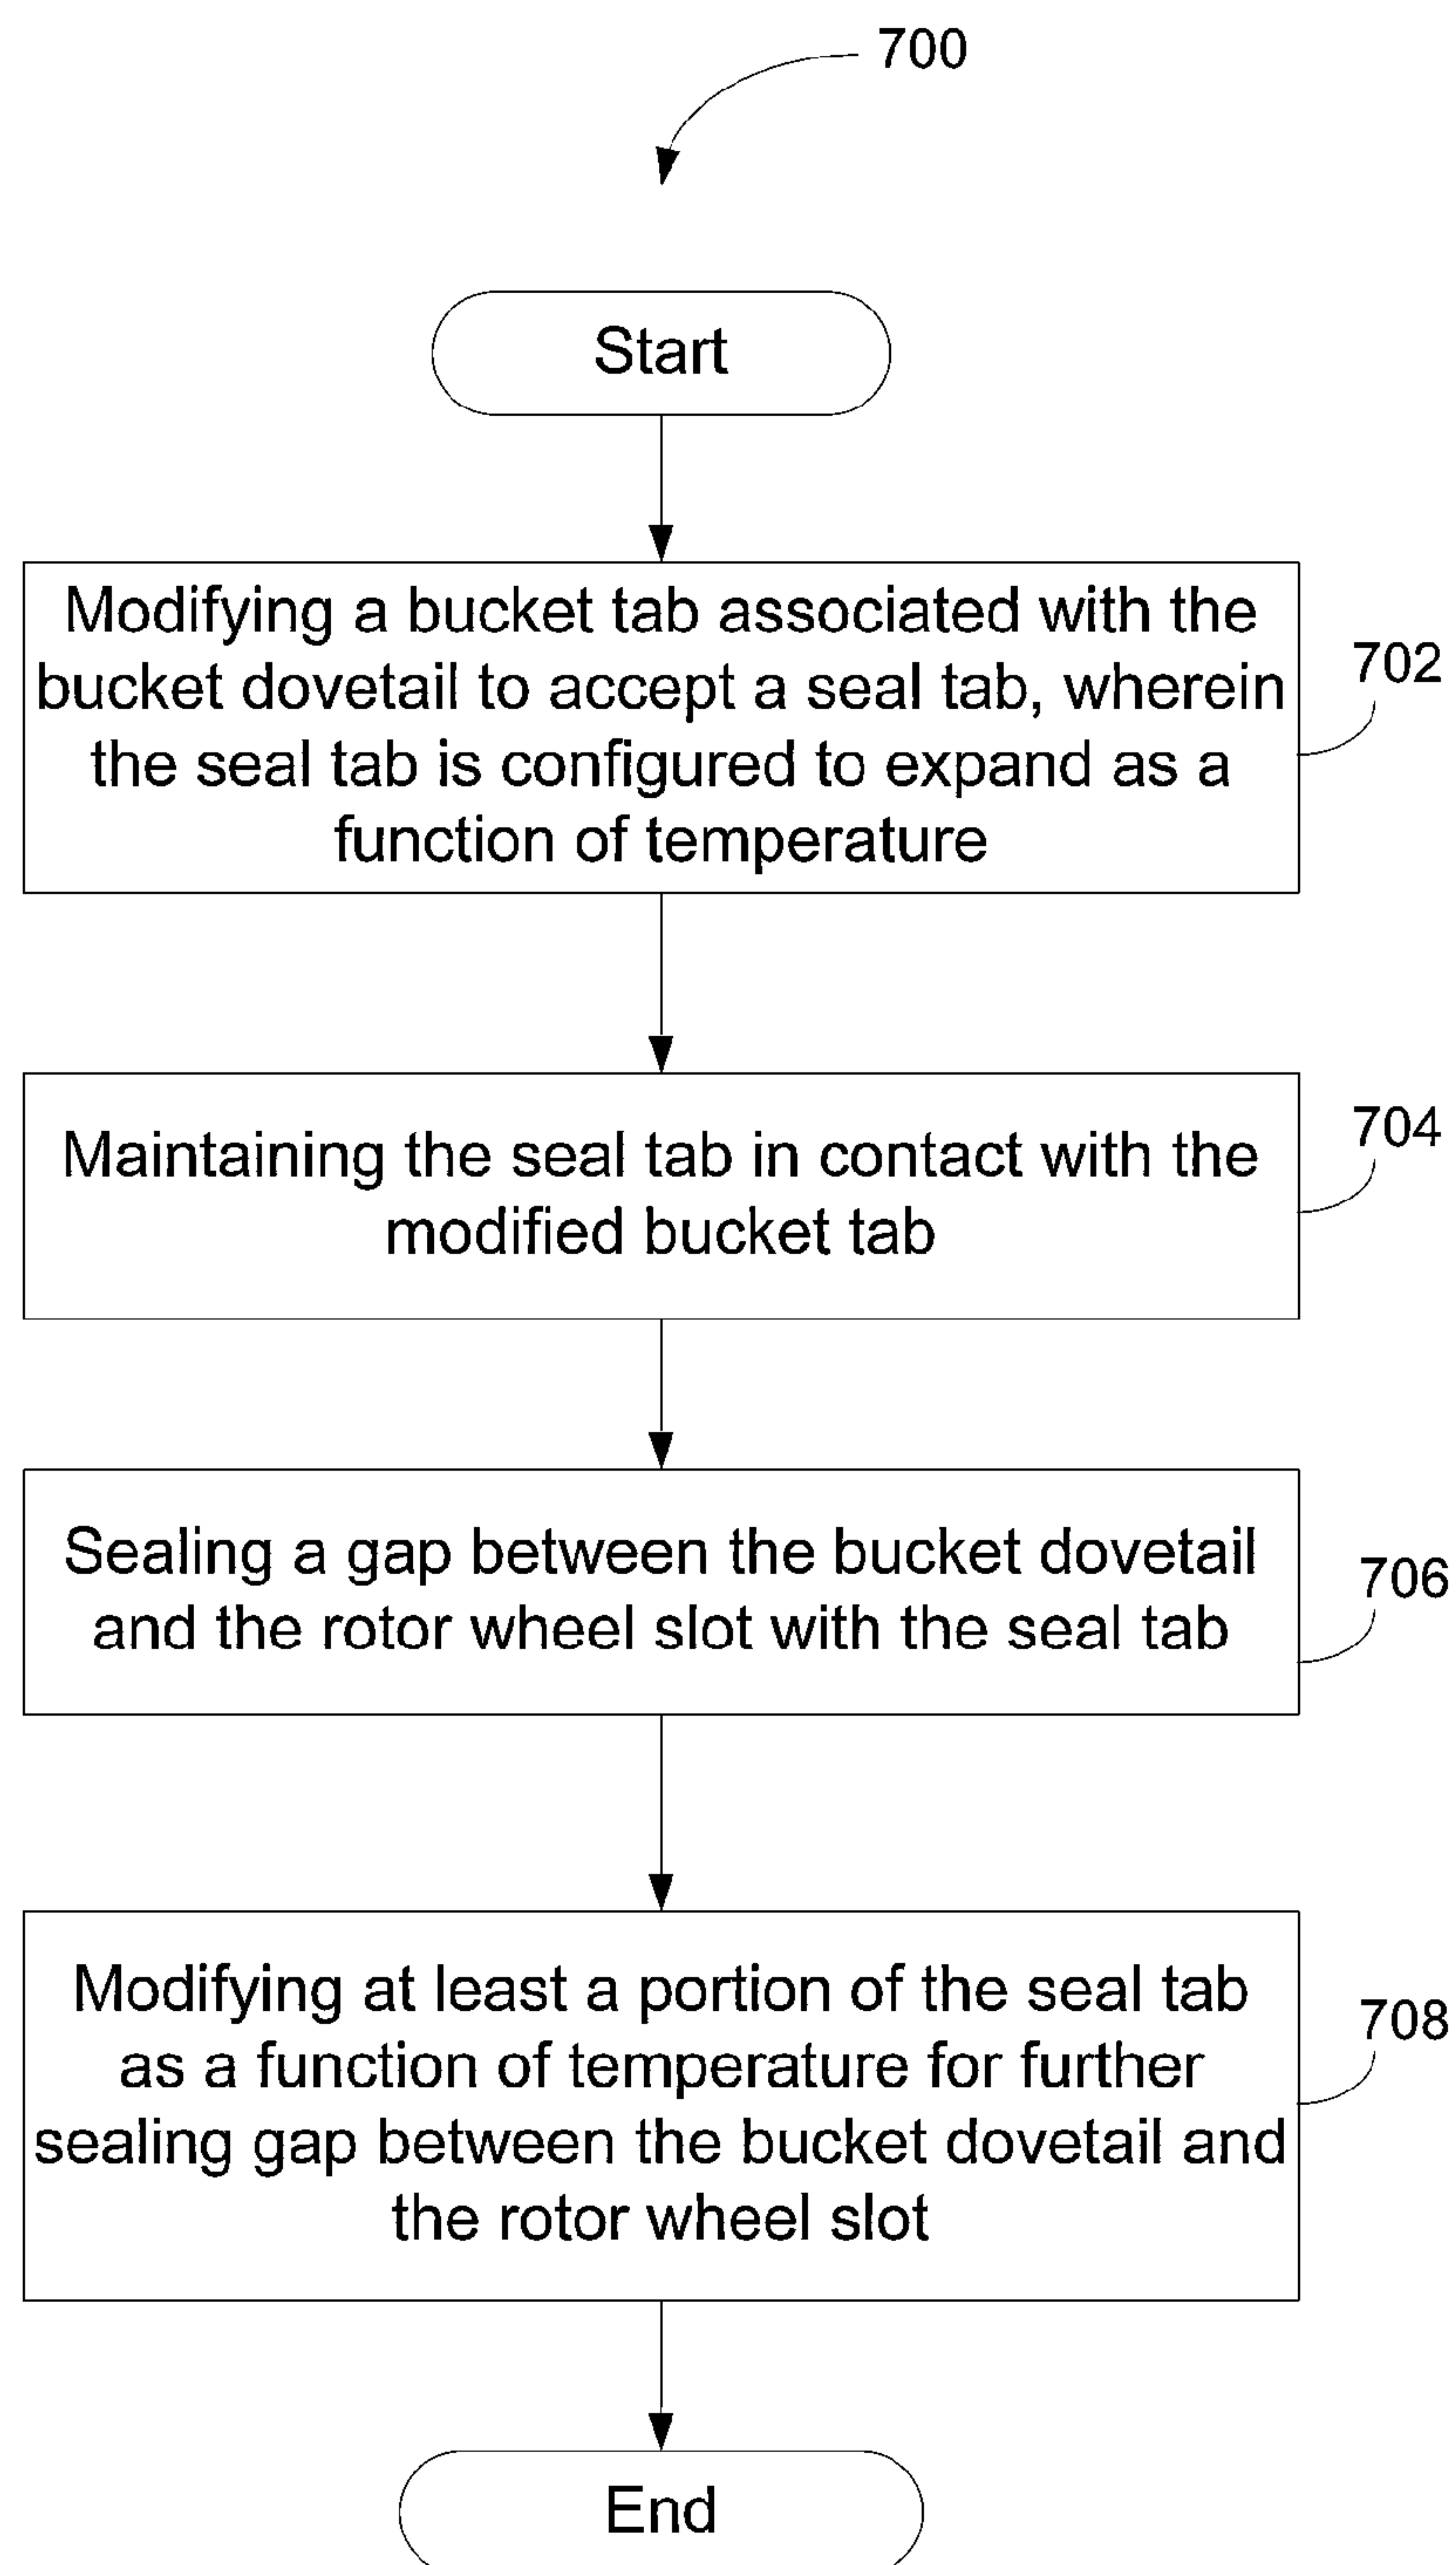 700
Start
Modifying a bucket tab associated with the
bucket dovetail to accept a seal tab, wherein
the seal tab is configured to expand as a
function of temperature
702
Maintaining the seal tab in contact with the
modified bucket tab
704
Sealing a gap between the bucket dovetail
and the rotor wheel slot with the seal tab
706
Modifying at least a portion of the seal tab
as a function of temperature for further
sealing gap between the bucket dovetail and
the rotor wheel slot
708
End